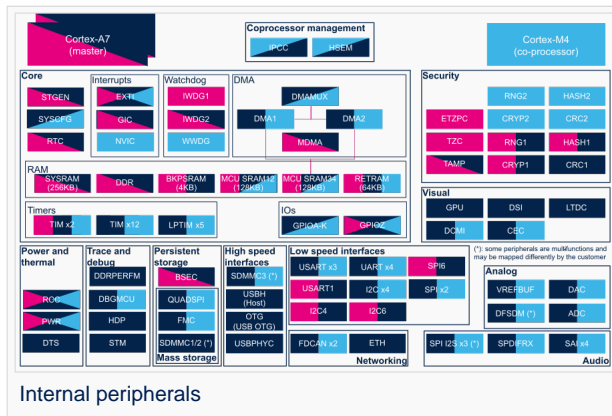 Cortex-A7
(master)
Coprocessor management
IPCC
HSEM
Cortex-M4
(co-processor)
Core
Interrupts
Watchdog
DMA
Security
STGEN
EXTI
IWDG1
DMAMUX
RNG2
HASH2
SYSCFG
GIC
IWDG2
DMA1
DMA2
ETZPC
CRYP2
CRC2
RTC
NVIC
WWDG
MDMA
TZC
RNG1
HASH1
TAMP
CRYP1
CRC1
RAM
SYSRAM
(256KB)
DDR
BKPSRAM
(4KB)
MCU SRAM12
(128KB)
MCU SRAM34
(128KB)
RETRAM
(64KB)
Visual
GPU
DSI
LTDC
DCMI
CEC
Timers
TIM x2
TIM x12
LPTIM x5
IOs
GPIOA-K
GPIOZ
(*): some peripherals are multifunctions and
may be mapped differently by the customer
Power and
thermal
ROC
PWR
DTS
Trace and
debug
DDRPERFM
DBGMCU
HDP
STM
Persistent
storage
BSEC
QUADSPI
FMC
SDMMC1/2 (*)
Mass storage
High speed
interfaces
SDMMC3 (*)
USBH
(Host)
OTG
(USB OTG)
USBPHYC
Low speed interfaces
USART x3
UART x4
SPI6
USART1
I2C x4
SPI x2
I2C4
I2C6
FDCAN x2
ETH
Networking
Analog
VREFBUF
DAC
DFSDM (*)
ADC
SPI I2S x3 (*)
SPDIFRX
SAI x4
Audio
Internal peripherals